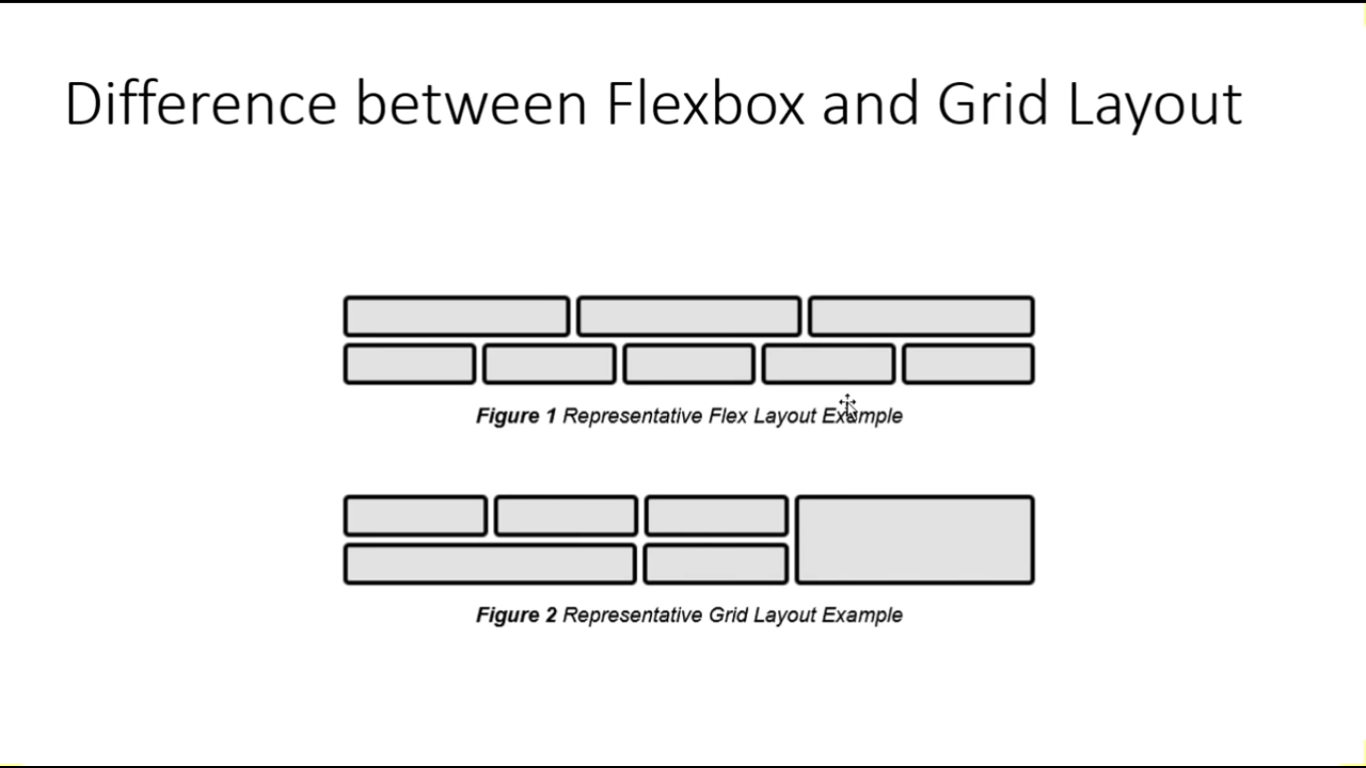 Difference between Flexbox and Grid Layout
Figure 1 Representative Flex Layout Example
Figure 2 Representative Grid Layout Example